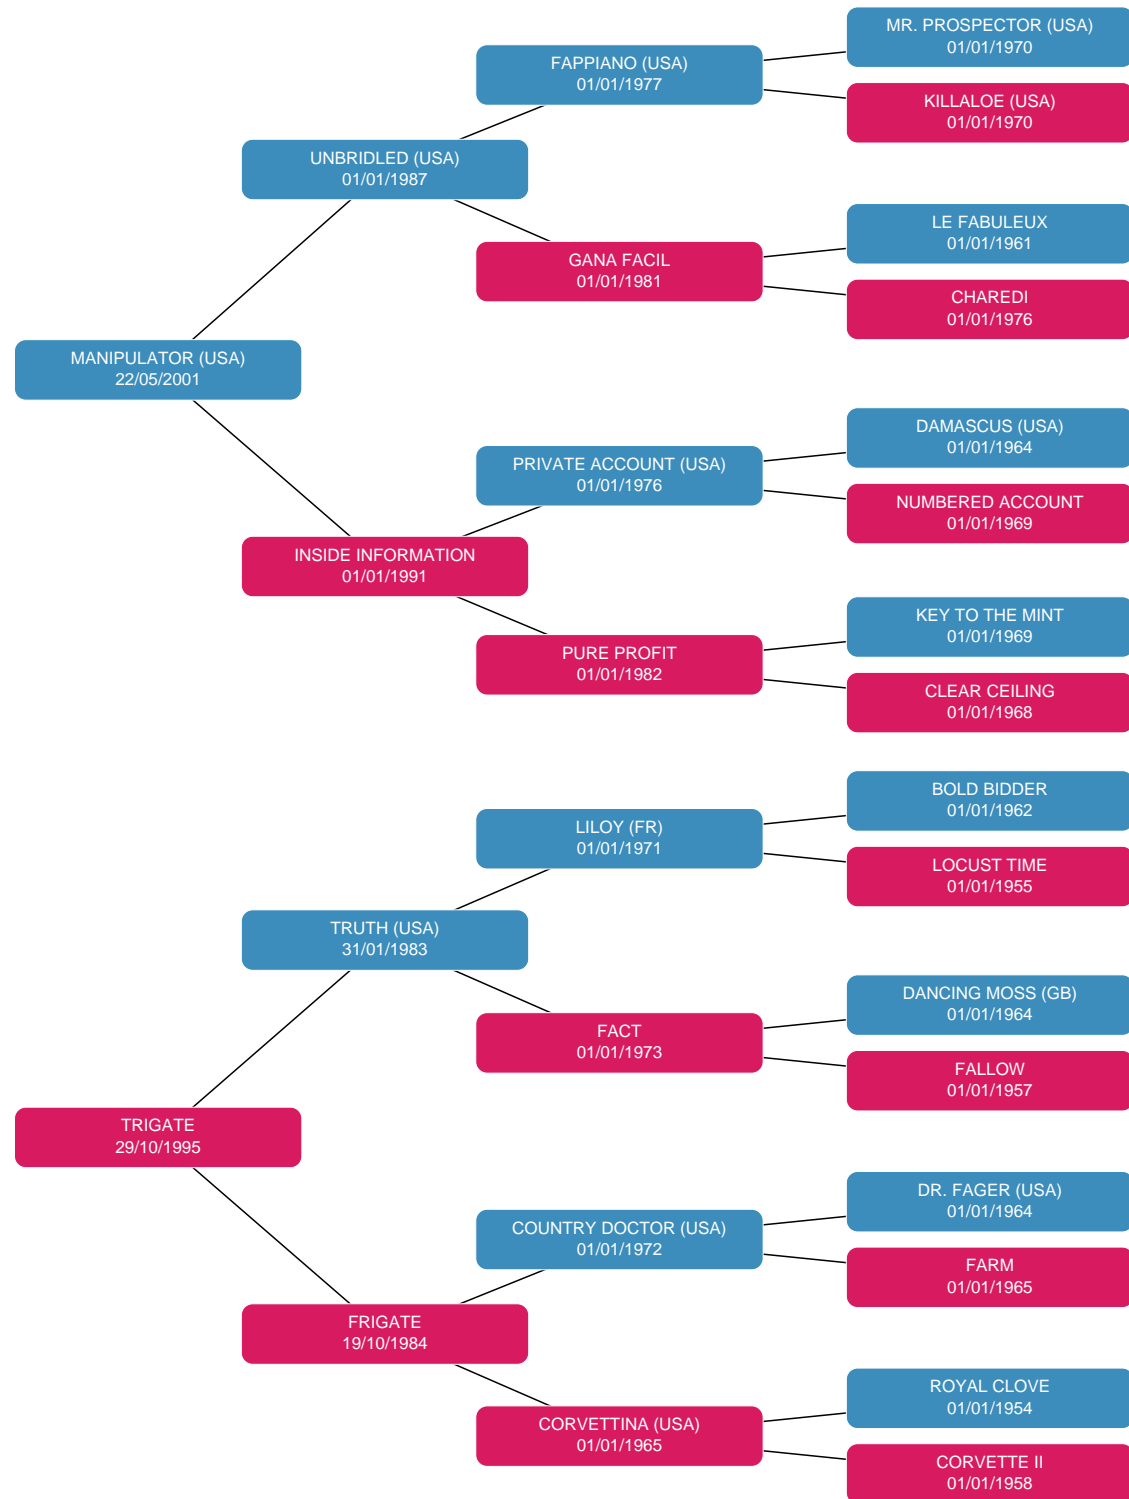 MR. PROSPECTOR (USA)
01/01/1970
FAPPIANO (USA)
01/01/1977
KILLALOE (USA)
01/01/1970
UNBRIDLED (USA)
01/01/1987
LE FABULEUX
01/01/1961
GANA FACIL
01/01/1981
CHAREDI
01/01/1976
MANIPULATOR (USA)
22/05/2001
DAMASCUS (USA)
01/01/1964
PRIVATE ACCOUNT (USA)
01/01/1976
NUMBERED ACCOUNT
01/01/1969
INSIDE INFORMATION
01/01/1991
KEY TO THE MINT
01/01/1969
PURE PROFIT
01/01/1982
CLEAR CEILING
01/01/1968
BOLD BIDDER
01/01/1962
LILOY (FR)
01/01/1971
LOCUST TIME
01/01/1955
TRUTH (USA)
31/01/1983
DANCING MOSS (GB)
01/01/1964
FACT
01/01/1973
FALLOW
01/01/1957
TRIGATE
29/10/1995
DR. FAGER (USA)
01/01/1964
COUNTRY DOCTOR (USA)
01/01/1972
FARM
01/01/1965
FRIGATE
19/10/1984
ROYAL CLOVE
01/01/1954
CORVETTINA (USA)
01/01/1965
CORVETTE II
01/01/1958